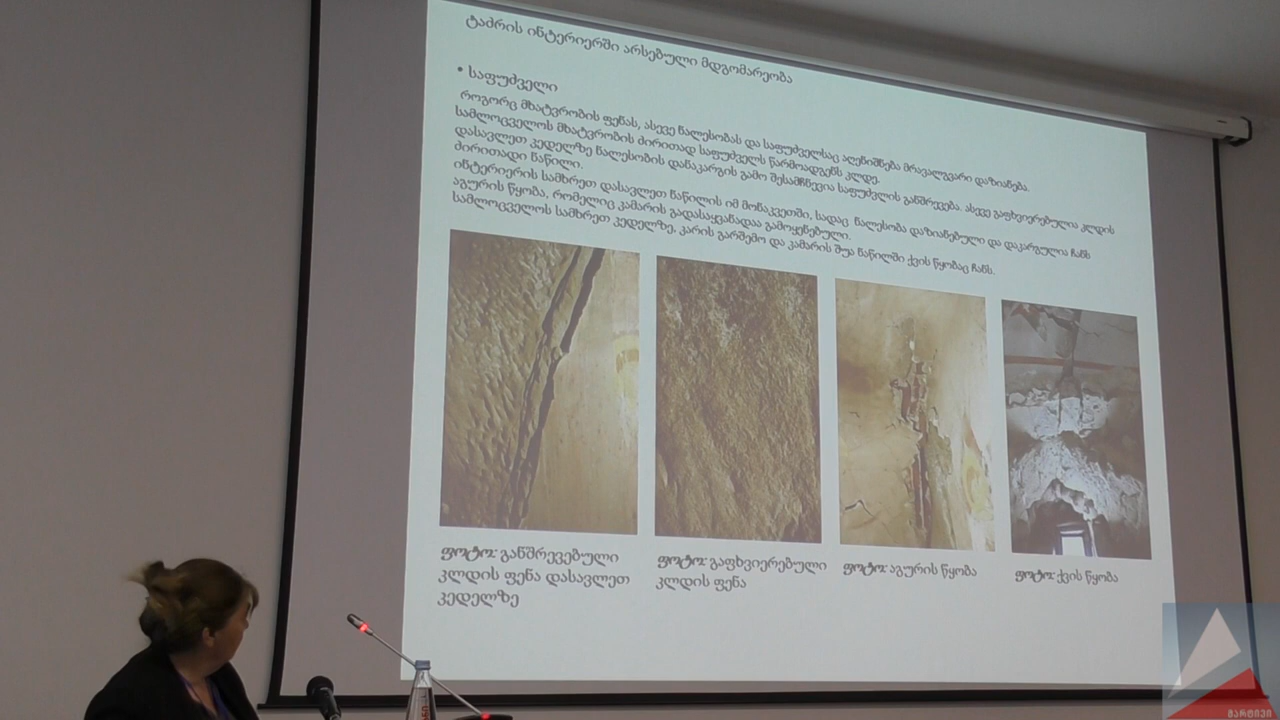 ტაძრის ინტერიერში არსებული მდგომარეობა
• საფუძველი
როგორც მხატვრობის ფენას, ასევე ნალესობას და საფუძველსაც აღენიშნება მრავალგვარი დაზიანება.
სამლოცველოს მხატვრობის ძირითად საფუძველს წარმოადგენს კლდე.
დასავლეთ კედელზე ნალესობის დანაკარგის გამო შესამჩნევია საფუძვლის განშრევება. ასევე გაფხვიერებულია კლდის
ძირითადი ნაწილი.
ინტერიერის სამხრეთ დასავლეთ ნაწილის იმ მონაკვეთში, სადაც ნალესობა დაზიანებული და დაკარგულია ჩანს
აგურის წყობა, რომელიც კამარის გადასაყვანადაა გამოყენებული.
სამლოცველოს სამხრეთ კედელზე, კარის გარშემო და კამარის შუა ნაწილში ქვის წყობაც ჩანს.
ფოტო: განშრევებული
კლდის ფენა დასავლეთ
კედელზე
ფოტო: გაფხვიერებული
კლდის ფენა
ფოტო: აგურის წყობა
ფოტო: ქვის წყობა
მარტივი